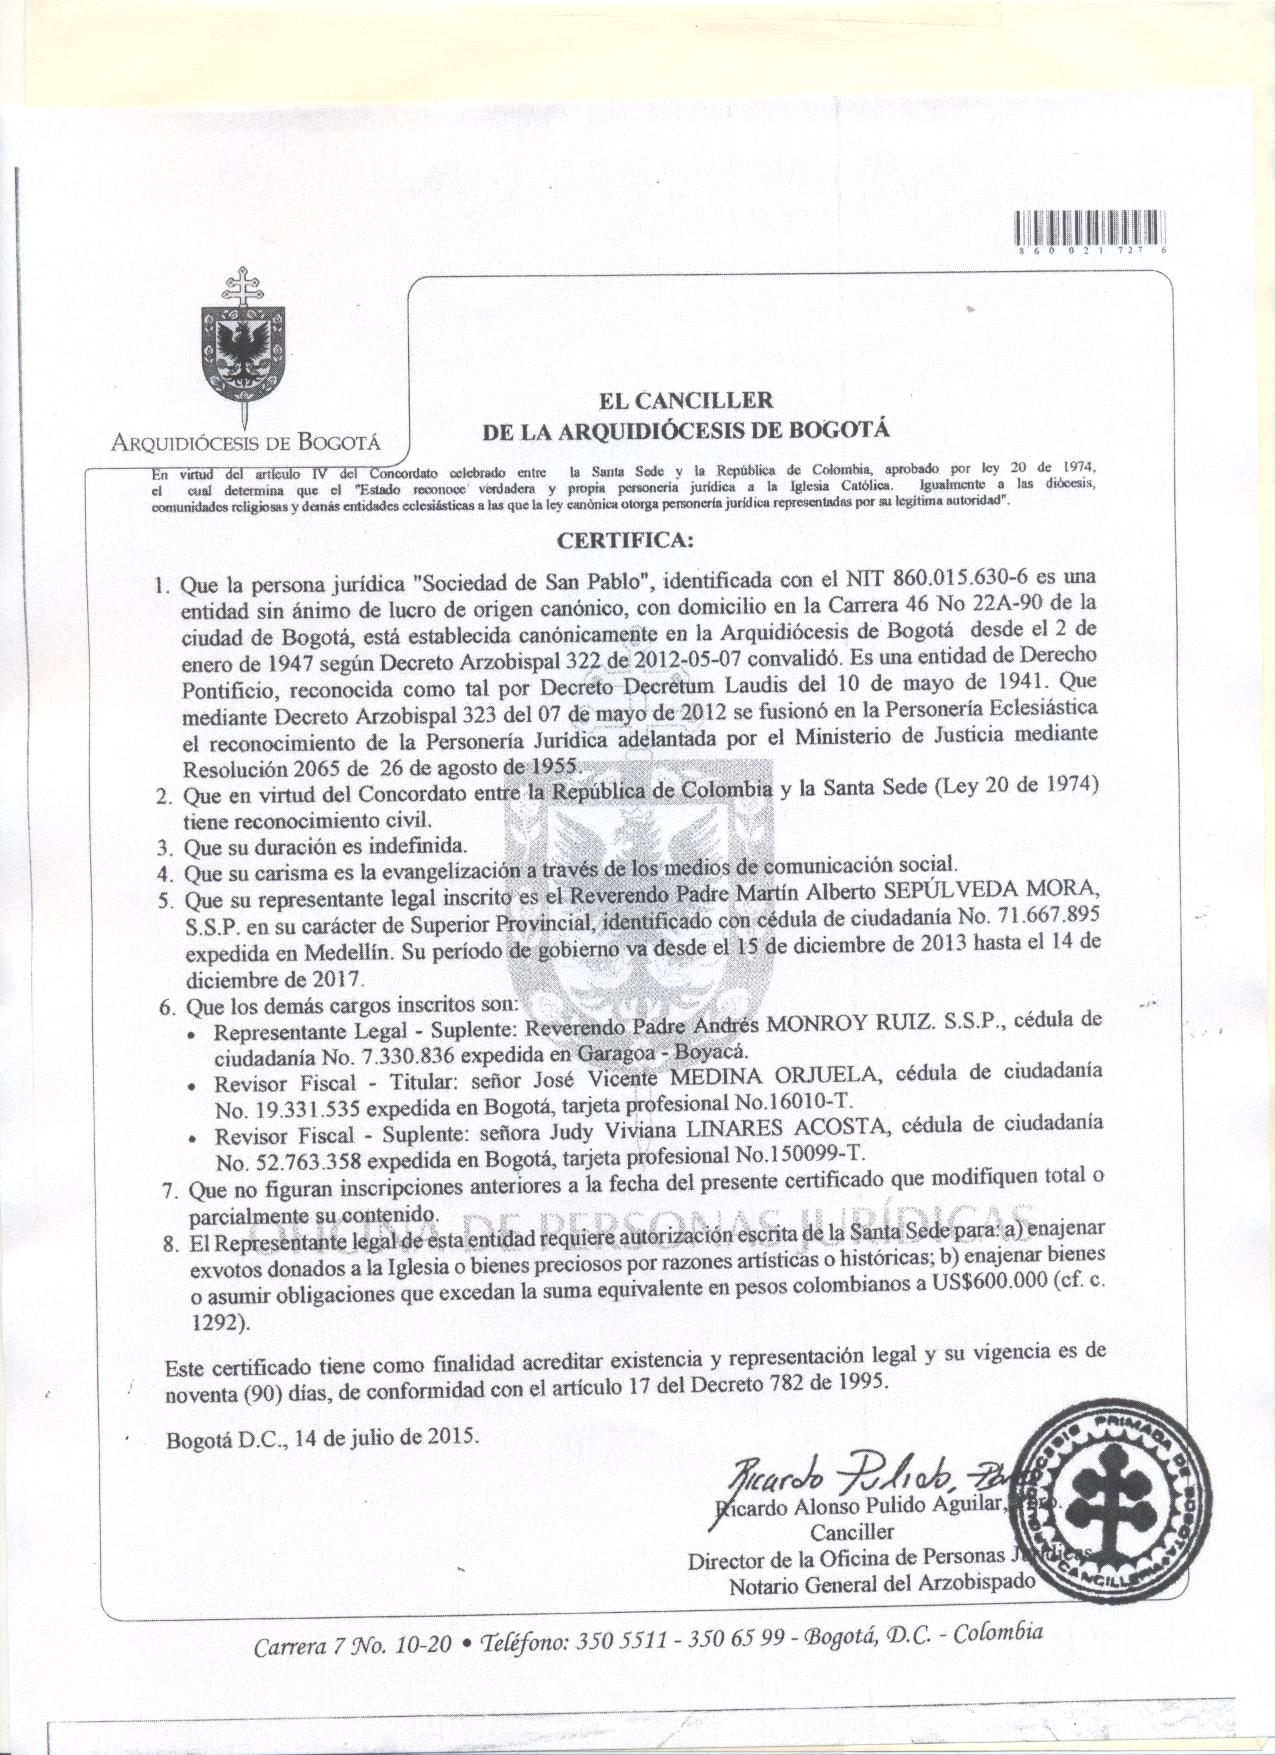 8 6 0 0 2 1 7 2 7 6
ARQUIDIÓCESIS DE BOGOTÁ
EL CANCILLER
DE LA ARQUIDIÓCESIS DE BOGOTÁ
En virtud del artículo IV del Concordato celebrado entre la Santa Sede y la República de Colombia, aprobado por ley 20 de 1974,
el cual determina que el "Estado reconoce verdadera y propia personería jurídica a la Iglesia Católica. Igualmente a las diócesis,
comunidades religiosas y demás entidades eclesiásticas a las que la ley canónica otorga personería jurídica representadas por su legítima autoridad".
CERTIFICA:
1. Que la persona jurídica "Sociedad de San Pablo", identificada con el NIT 860.015.630-6 es una
entidad sin ánimo de lucro de origen canónico, con domicilio en la Carrera 46 No 22A-90 de la
ciudad de Bogotá, está establecida canónicamente en la Arquidiócesis de Bogotá desde el 2 de
enero de 1947 según Decreto Arzobispal 322 de 2012-05-07 convalidó. Es una entidad de Derecho
Pontificio, reconocida como tal por Decreto Decretum Laudis del 10 de mayo de 1941. Que
mediante Decreto Arzobispal 323 del 07 de mayo de 2012 se fusionó en la Personería Eclesiástica
el reconocimiento de la Personería Jurídica adelantada por el Ministerio de Justicia mediante
Resolución 2065 de 26 de agosto de 1955.
2. Que en virtud del Concordato entre la República de Colombia y la Santa Sede (Ley 20 de 1974)
tiene reconocimiento civil.
3. Que su duración es indefinida.
4. Que su carisma es la evangelización a través de los medios de comunicación social.
5. Que su representante legal inscrito es el Reverendo Padre Martín Alberto SEPÚLVEDA MORA,
S.S.P. en su carácter de Superior Provincial, identificado con cédula de ciudadanía No. 71.667.895
expedida en Medellín. Su período de gobierno va desde el 15 de diciembre de 2013 hasta el 14 de
diciembre de 2017.
6. Que los demás cargos inscritos son:
• Representante Legal - Suplente: Reverendo Padre Andrés MONROY RUIZ. S.S.P., cédula de
ciudadanía No. 7.330.836 expedida en Garagoa - Boyacá.
• Revisor Fiscal - Titular: señor José Vicente MEDINA ORJUELA, cédula de ciudadanía
No. 19.331.535 expedida en Bogotá, tarjeta profesional No.16010-T.
• Revisor Fiscal - Suplente: señora Judy Viviana LINARES ACOSTA, cédula de ciudadanía
No. 52.763.358 expedida en Bogotá, tarjeta profesional No.150099-T.
7. Que no figuran inscripciones anteriores a la fecha del presente certificado que modifiquen total o
parcialmente su contenido.
OFICINA DE PERSONAS JURÍDICAS
8. El Representante legal de esta entidad requiere autorización escrita de la Santa Sede para: a) enajenar
exvotos donados a la Iglesia o bienes preciosos por razones artísticas o históricas; b) enajenar bienes
o asumir obligaciones que excedan la suma equivalente en pesos colombianos a US$600.000 (cf. c.
1292).
Este certificado tiene como finalidad acreditar existencia y representación legal y su vigencia es de
noventa (90) días, de conformidad con el artículo 17 del Decreto 782 de 1995.
Bogotá D.C., 14 de julio de 2015.
Ricardo Pulido
Ricardo Alonso Pulido Aguilar, Pbro.
Canciller
Director de la Oficina de Personas Jurídicas
Notario General del Arzobispado
ARQUIDIOCESIS PRIMADA DE BOGOTA
CANCILLERIA
Carrera 7 No. 10-20 • Teléfono: 350 5511 - 350 65 99 - Bogotá, D.C. - Colombia